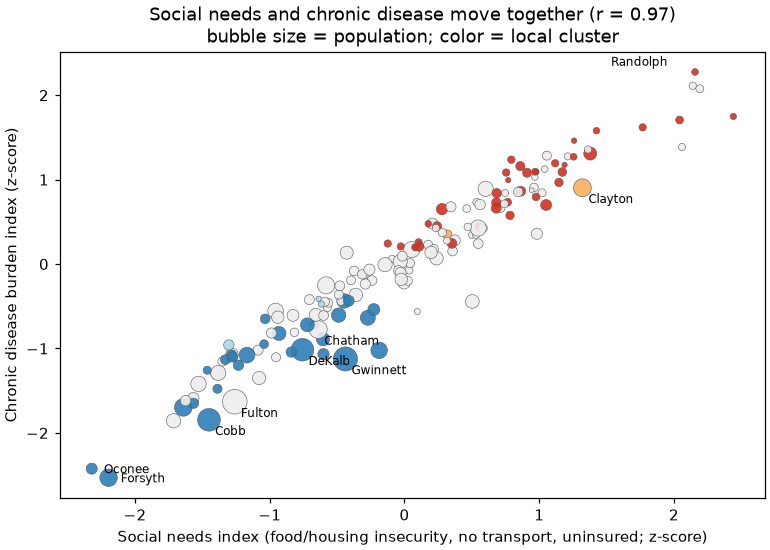 Social needs and chronic disease move together (r = 0.97)
bubble size = population; color = local cluster
Randolph
Clayton
Chatham
DeKalb
Gwinnett
Fulton
Cobb
Oconee
Forsyth
Chronic disease burden index (z-score)
2
1
0
−1
−2
−2
−1
0
1
2
Social needs index (food/housing insecurity, no transport, uninsured; z-score)